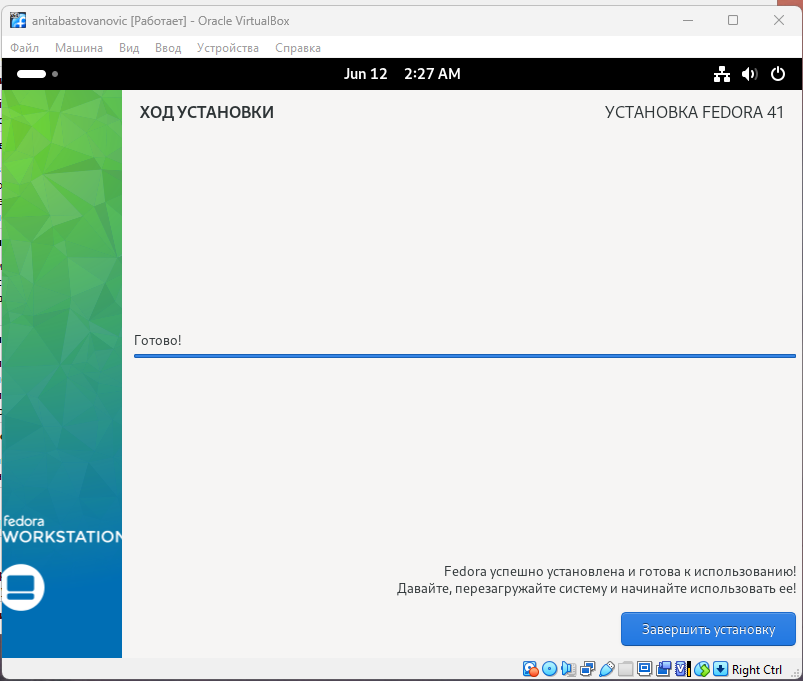 anitabastovanovic [Работает] - Oracle VirtualBox
Файл Машина Вид Ввод Устройства Справка
Jun 12 2:27 AM
ХОД УСТАНОВКИ
УСТАНОВКА FEDORA 41
Готово!
fedora
WORKSTATION
Fedora успешно установлена и готова к использованию!
Давайте, перезагружайте систему и начинайте использовать ее!
Завершить установку
Right Ctrl